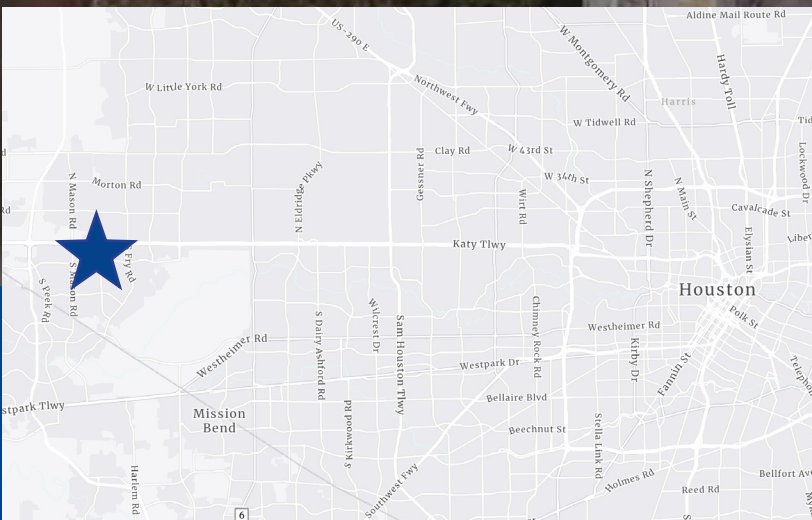 Aldine Mail Route Rd
US-290 E
W Montgomery Rd
Hardy Toll
W Little York Rd
Northwest Fwy
Harris
W Tidwell Rd
Clay Rd
W 43rd St
Lockwood Dr
Gessner Rd
N Eldridge Pkwy
W 34th St
N Mason Rd
Morton Rd
Wirt Rd
N Shepherd Dr
N Main St
Cavalcade St
Elysian St
Katy Tlwy
Fry Rd
S Mason Rd
S Peek Rd
Houston
Polk St
Wilcrest Dr
S Dairy Ashford Rd
Sam Houston Tlwy
Chimney Rock Rd
Westheimer Rd
Westheimer Rd
Kirby Dr
Fannin St
Westpark Dr
stpark Tlwy
Mission
Bend
S Kirkwood Rd
Bellaire Blvd
Beechnut St
Stella Link Rd
Harlem Rd
Southwest Fwy
Holmes Rd
Bellfort Av
Reed Rd
6